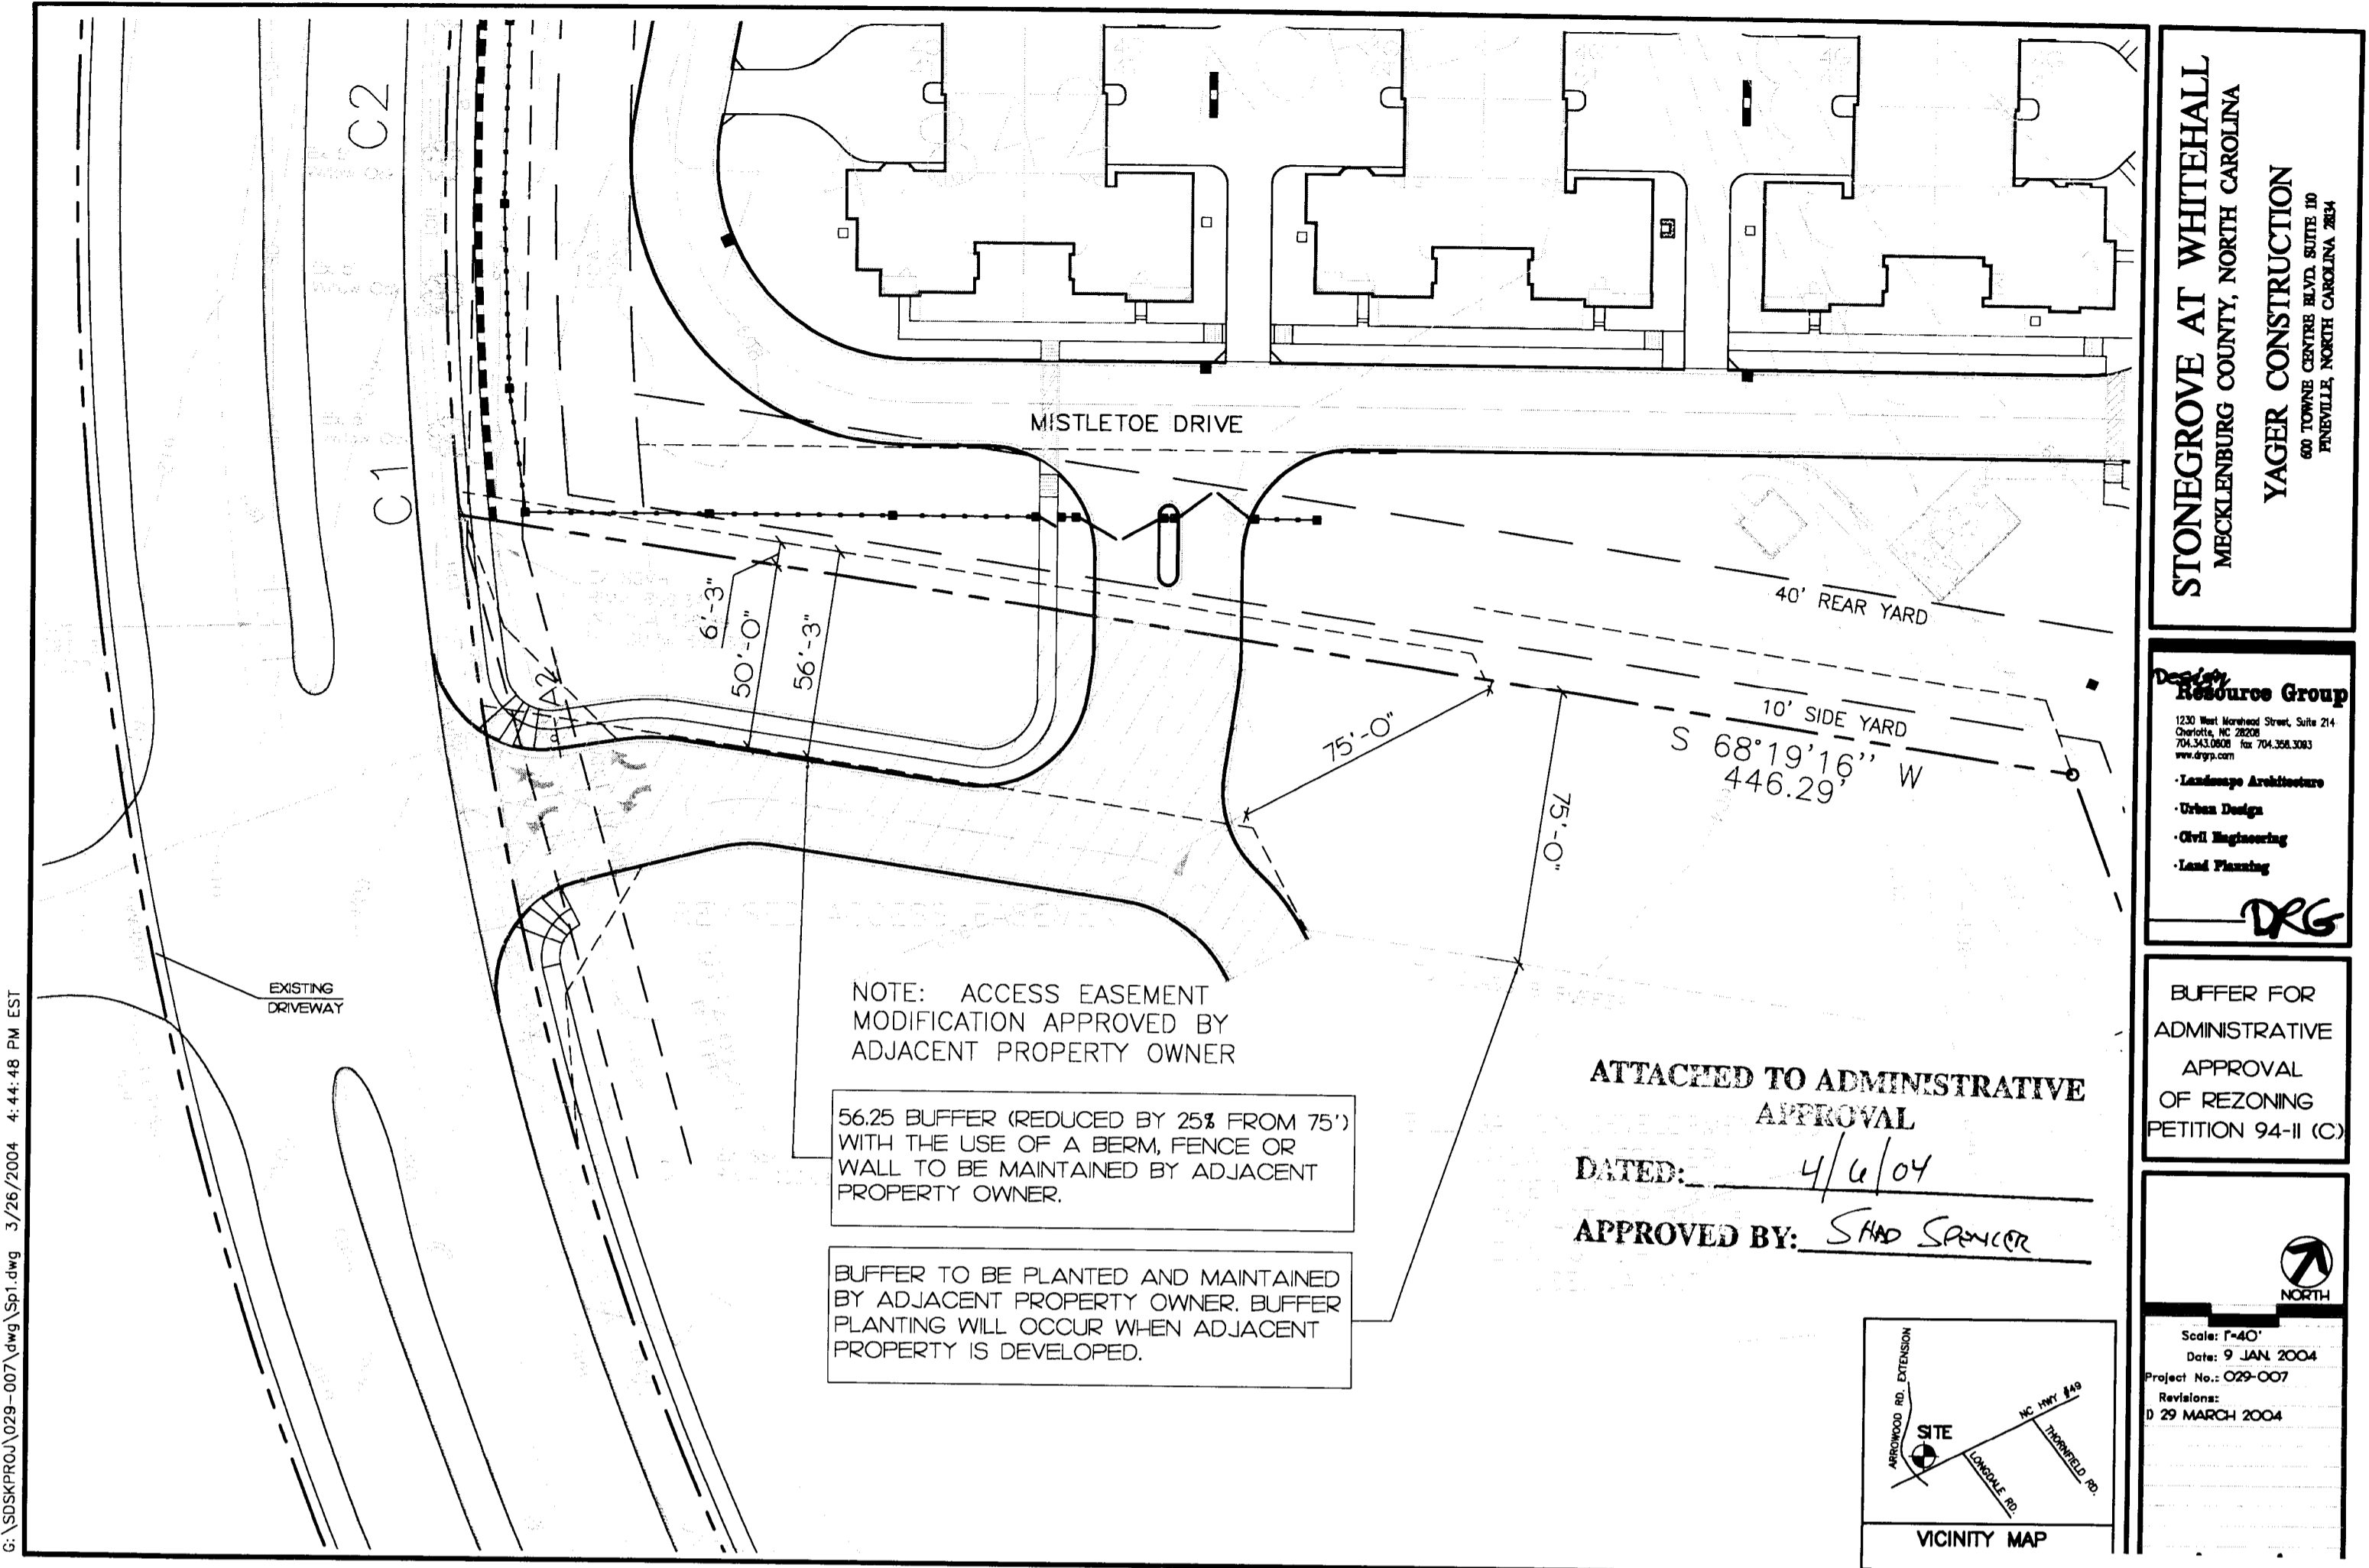 C2
C1
A2
MISTLETOE DRIVE
6'-3"
50'-0"
56'-3"
75'-0"
75'-0"
40' REAR YARD
10' SIDE YARD
S 68°19'16'' W
446.29'
EXISTING
DRIVEWAY
NOTE: ACCESS EASEMENT
MODIFICATION APPROVED BY
ADJACENT PROPERTY OWNER
56.25 BUFFER (REDUCED BY 25% FROM 75')
WITH THE USE OF A BERM, FENCE OR
WALL TO BE MAINTAINED BY ADJACENT
PROPERTY OWNER.
BUFFER TO BE PLANTED AND MAINTAINED
BY ADJACENT PROPERTY OWNER. BUFFER
PLANTING WILL OCCUR WHEN ADJACENT
PROPERTY IS DEVELOPED.
ATTACHED TO ADMINISTRATIVE
APPROVAL
DATED: 4/6/04
APPROVED BY: SHAD SPENCER
ARROWOOD RD. EXTENSION
SITE
NC HWY #49
LONGDALE RD.
THORNFIELD RD.
VICINITY MAP
STONEGROVE AT WHITEHALL
MECKLENBURG COUNTY, NORTH CAROLINA
YAGER CONSTRUCTION
600 TOWNE CENTRE BLVD. SUITE 110
PINEVILLE, NORTH CAROLINA 28134
Design
Resource Group
1230 West Morehead Street, Suite 214
Charlotte, NC 28208
704.343.0608 fax 704.358.3093
www.drgrp.com
·Landscape Architecture
·Urban Design
·Civil Engineering
·Land Planning
DRG
BUFFER FOR
ADMINISTRATIVE
APPROVAL
OF REZONING
PETITION 94-11 (C.)
NORTH
Scale: 1"=40'
Date: 9 JAN. 2004
Project No.: 029-007
Revisions:
29 MARCH 2004
G:\SDSKPROJ\029-007\dwg\Sp1.dwg 3/26/2004 4:44:48 PM EST